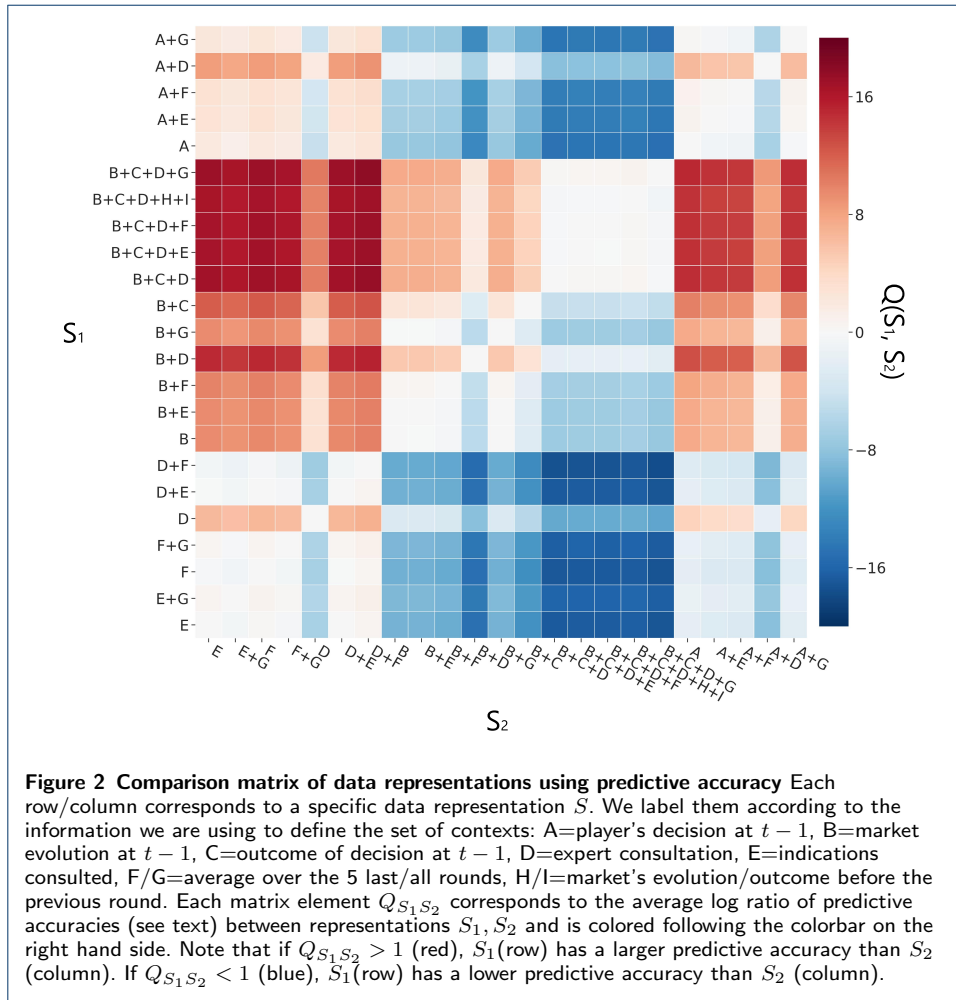 A+G
A+D
A+F
A+E
A
B+C+D+G
B+C+D+H+I
B+C+D+F
B+C+D+E
B+C+D
B+C
B+G
B+D
B+F
B+E
B
D+F
D+E
D
F+G
F
E+G
E
S1
E
E+G
F
F+G
D
D+E
D+F
B
B+E
B+F
B+D
B+G
B+C
B+C+D
B+C+D+E
B+C+D+F
B+C+D+H+I
B+C+D+G
A
A+E
A+F
A+D
A+G
S2
16
8
0
−8
−16
Q(S1, S2)
Figure 2 Comparison matrix of data representations using predictive accuracy Each
row/column corresponds to a specific data representation S. We label them according to the
information we are using to define the set of contexts: A=player's decision at t − 1, B=market
evolution at t − 1, C=outcome of decision at t − 1, D=expert consultation, E=indications
consulted, F/G=average over the 5 last/all rounds, H/I=market's evolution/outcome before the
previous round. Each matrix element QS1S2 corresponds to the average log ratio of predictive
accuracies (see text) between representations S1, S2 and is colored following the colorbar on the
right hand side. Note that if QS1S2 > 1 (red), S1(row) has a larger predictive accuracy than S2
(column). If QS1S2 < 1 (blue), S1(row) has a lower predictive accuracy than S2 (column).